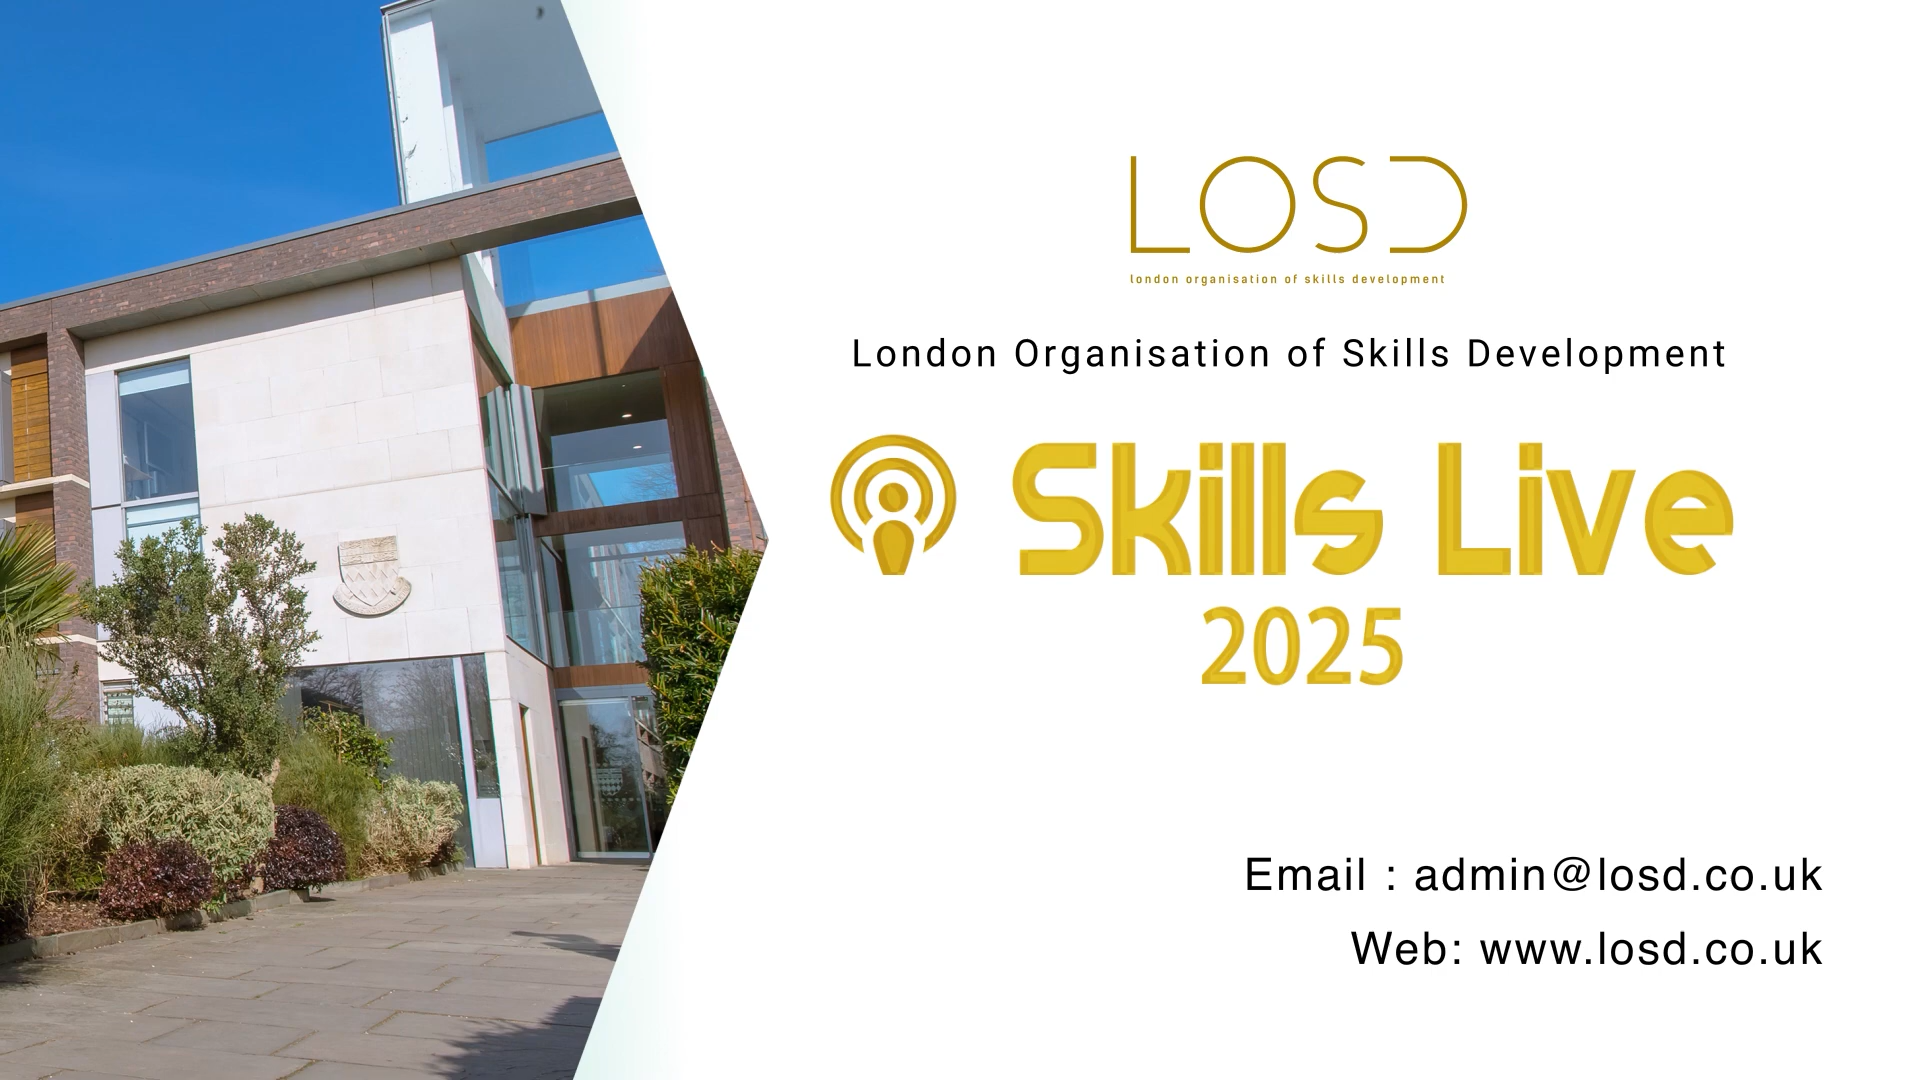 LOSD
london organisation of skills development
London Organisation of Skills Development
Skills Live
2025
Email : admin@losd.co.uk
Web: www.losd.co.uk